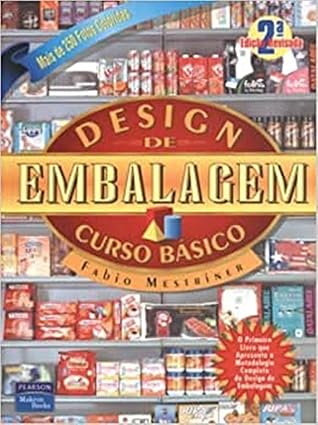 Mais de 250 Fotos Coloridas
2ª
Edição Revisada
DESIGN
DE
EMBALAGEM
CURSO BÁSICO
Fabio Mestriner
O Primeiro
Livro que
Apresenta a
Metodologia
Completa
do Design de
Embalagem
PEARSON
Makron
Books